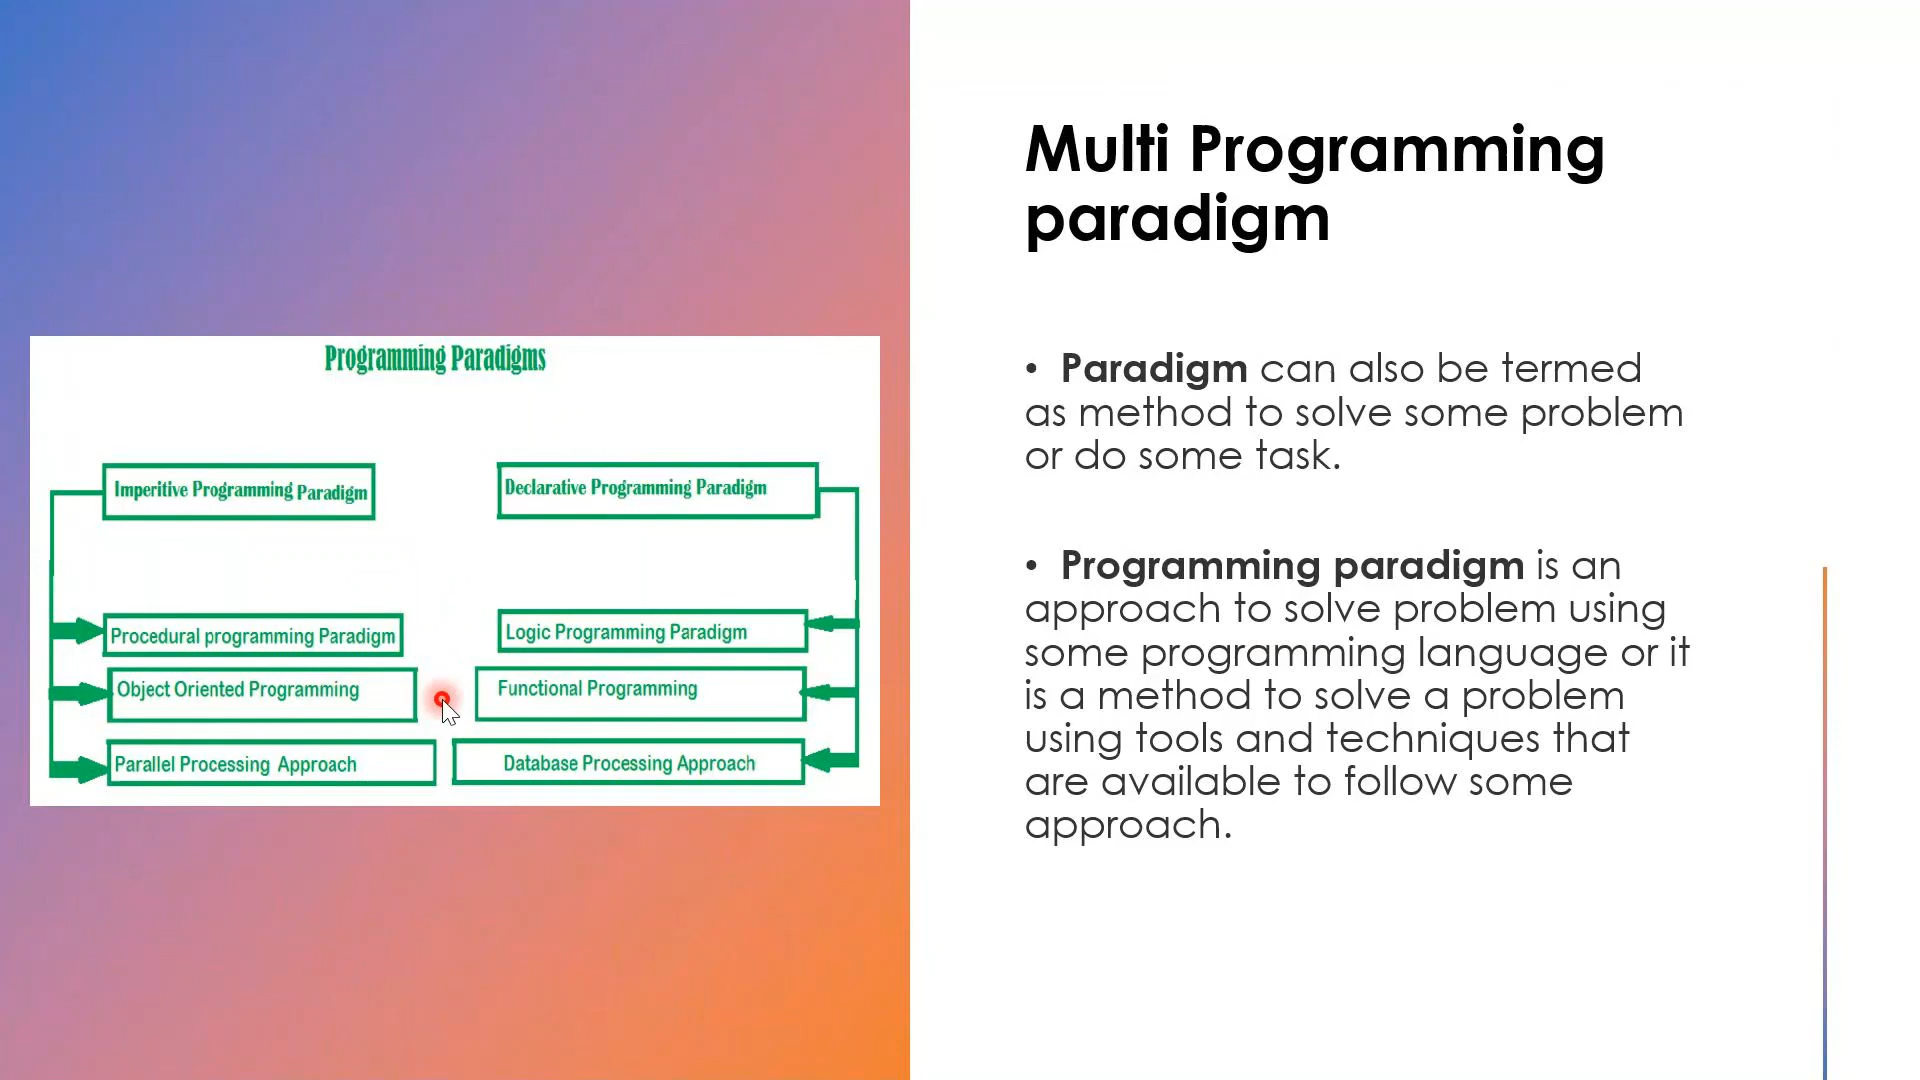 Programming Paradigms
Imperitive Programming Paradigm
Declarative Programming Paradigm
Procedural programming Paradigm
Logic Programming Paradigm
Object Oriented Programming
Functional Programming
Parallel Processing Approach
Database Processing Approach
Multi Programming
paradigm
• Paradigm can also be termed
as method to solve some problem
or do some task.
• Programming paradigm is an
approach to solve problem using
some programming language or it
is a method to solve a problem
using tools and techniques that
are available to follow some
approach.